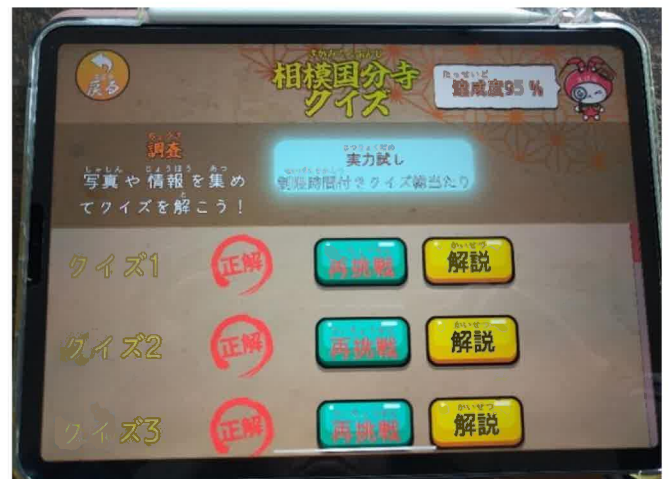 戻る
相模国分寺
クイズ
達成度95%
調査
写真や情報を集め
てクイズを解こう！
実力試し
制限時間付きクイズ総当たり
クイズ1 正解 再挑戦 解説
クイズ2 正解 再挑戦 解説
クイズ3 正解 再挑戦 解説